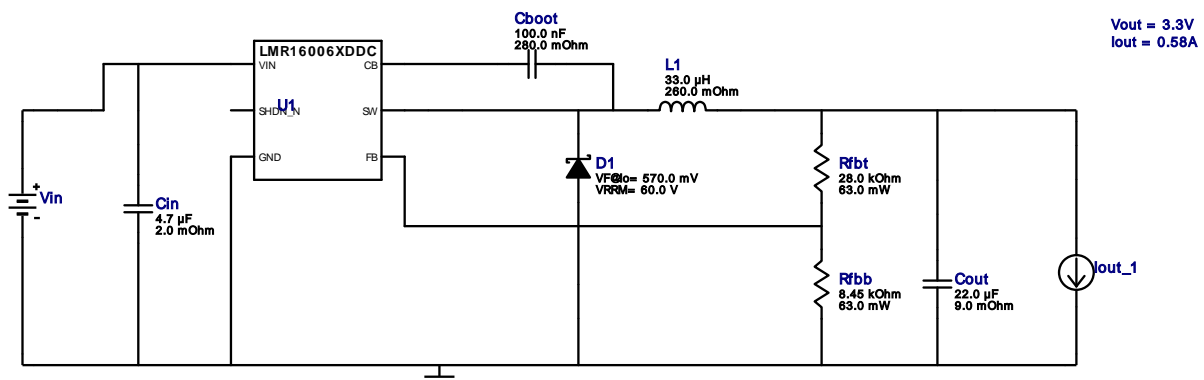 Cboot
100.0 nF
280.0 mOhm
Vout = 3.3V
Iout = 0.58A
LMR16006XDDC
VIN
CB
U1
SHDN_N
SW
GND
FB
L1
33.0 µH
260.0 mOhm
D1
VF@Io= 570.0 mV
VRRM= 60.0 V
Rfbt
28.0 kOhm
63.0 mW
+
Vin
-
Cin
4.7 µF
2.0 mOhm
Rfbb
8.45 kOhm
63.0 mW
Cout
22.0 µF
9.0 mOhm
Iout_1